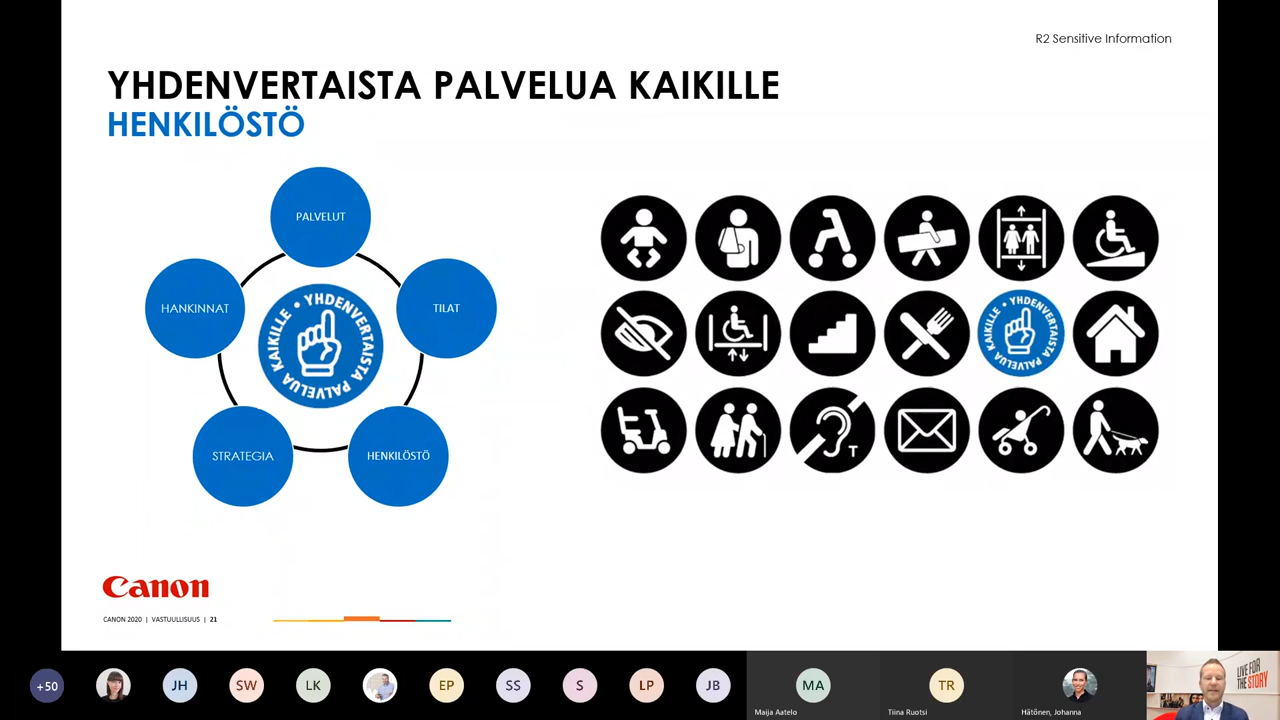 R2 Sensitive Information
YHDENVERTAISTA PALVELUA KAIKILLE
HENKILÖSTÖ
PALVELUT
HANKINNAT
TILAT
• YHDENVERTAISTA PALVELUA KAIKILLE
STRATEGIA
HENKILÖSTÖ
• YHDENVERTAISTA PALVELUA KAIKILLE
T
Canon
CANON 2020 | VASTUULLISUUS | 21
+50
JH
SW
LK
EP
SS
S
LP
JB
MA
Maija Aatelo
TR
Tiina Ruotsi
Hätönen, Johanna
LIVE FOR
THE STORY